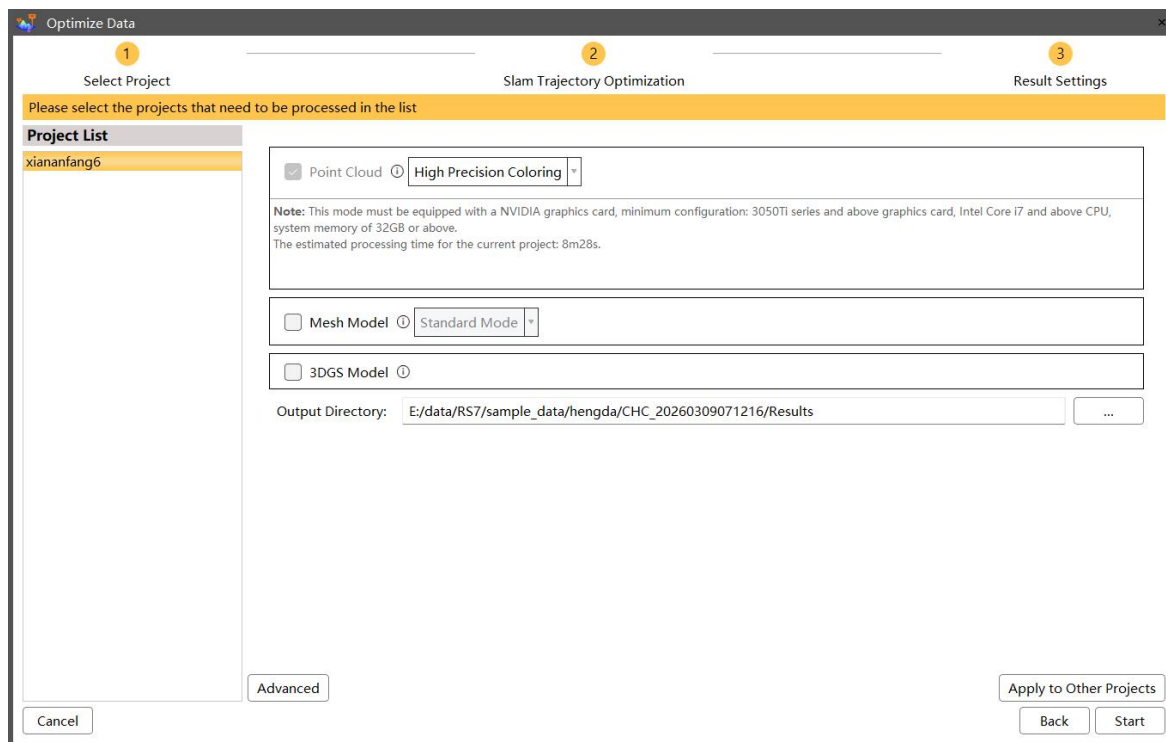 Optimize Data
×
1
2
3
Select Project
Slam Trajectory Optimization
Result Settings
Please select the projects that need to be processed in the list
Project List
xiananfang6
Point Cloud ⓘ High Precision Coloring
Note: This mode must be equipped with a NVIDIA graphics card, minimum configuration: 3050Ti series and above graphics card, Intel Core i7 and above CPU,
system memory of 32GB or above.
The estimated processing time for the current project: 8m28s.
Mesh Model ⓘ Standard Mode
3DGS Model ⓘ
Output Directory: E:/data/RS7/sample_data/hengda/CHC_20260309071216/Results ...
Advanced
Apply to Other Projects
Cancel
Back
Start